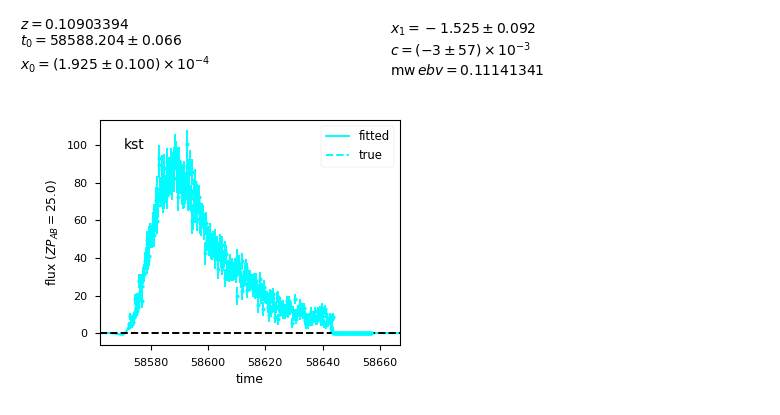 z = 0.10903394
t₀ = 58588.204 ± 0.066
x₀ = (1.925 ± 0.100) × 10⁻⁴
x₁ = − 1.525 ± 0.092
c = (−3 ± 57) × 10⁻³
mw ebv = 0.11141341
kst
fitted
true
100
80
60
40
20
0
flux (ZP_AB = 25.0)
58580 58600 58620 58640 58660
time